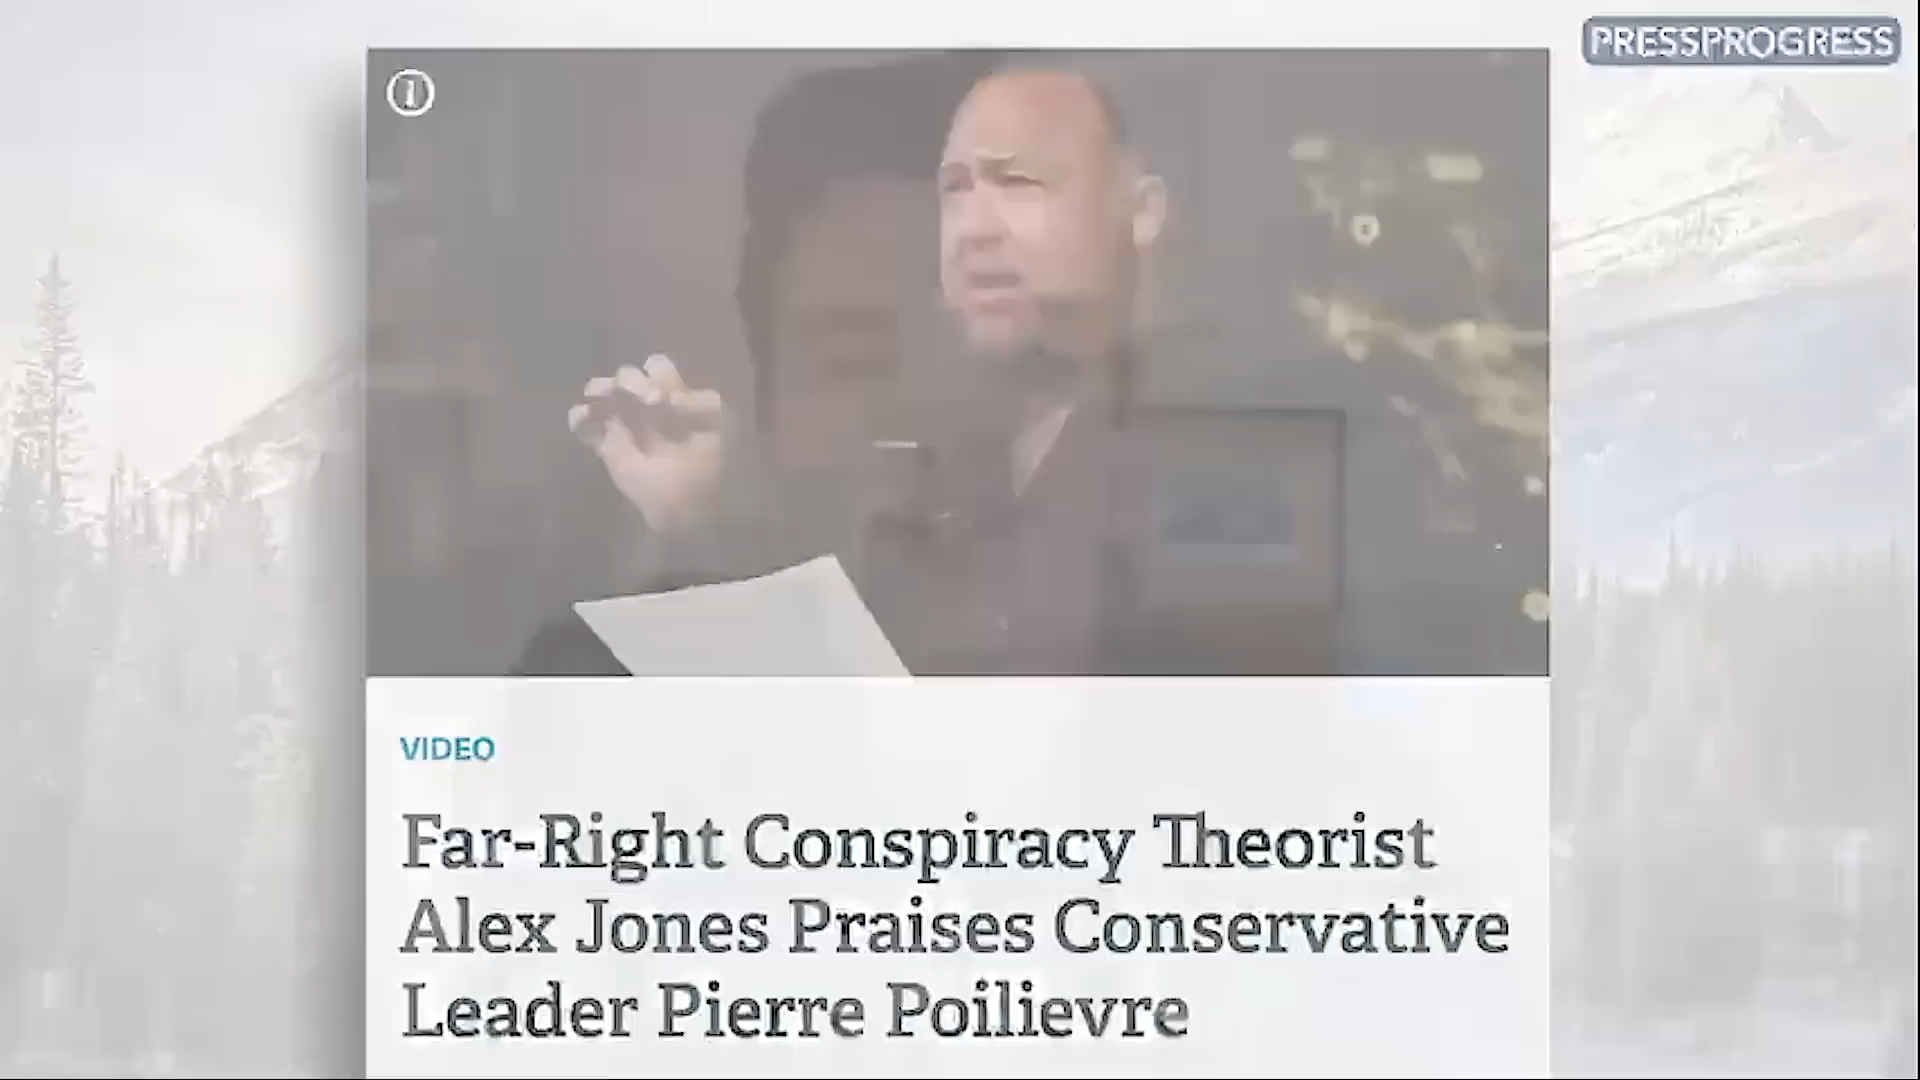 PRESSPROGRESS
VIDEO
Far-Right Conspiracy Theorist
Alex Jones Praises Conservative
Leader Pierre Poilievre